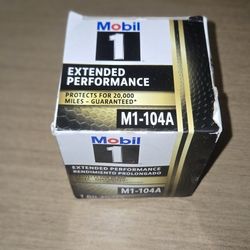 Mobil
1
EXTENDED
PERFORMANCE
PROTECTS FOR 20,000
MILES – GUARANTEED*
M1-104A
Mobil
1
EXTENDED PERFORMANCE
RENDIMIENTO PROLONGADO
M1-104A